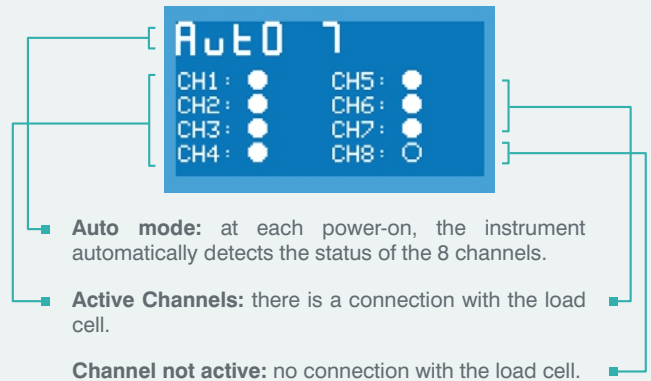 AutO 7
CH1: CH5:
CH2: CH6:
CH3: CH7:
CH4: CH8:
Auto mode: at each power-on, the instrument
automatically detects the status of the 8 channels.
Active Channels: there is a connection with the load
cell.
Channel not active: no connection with the load cell.